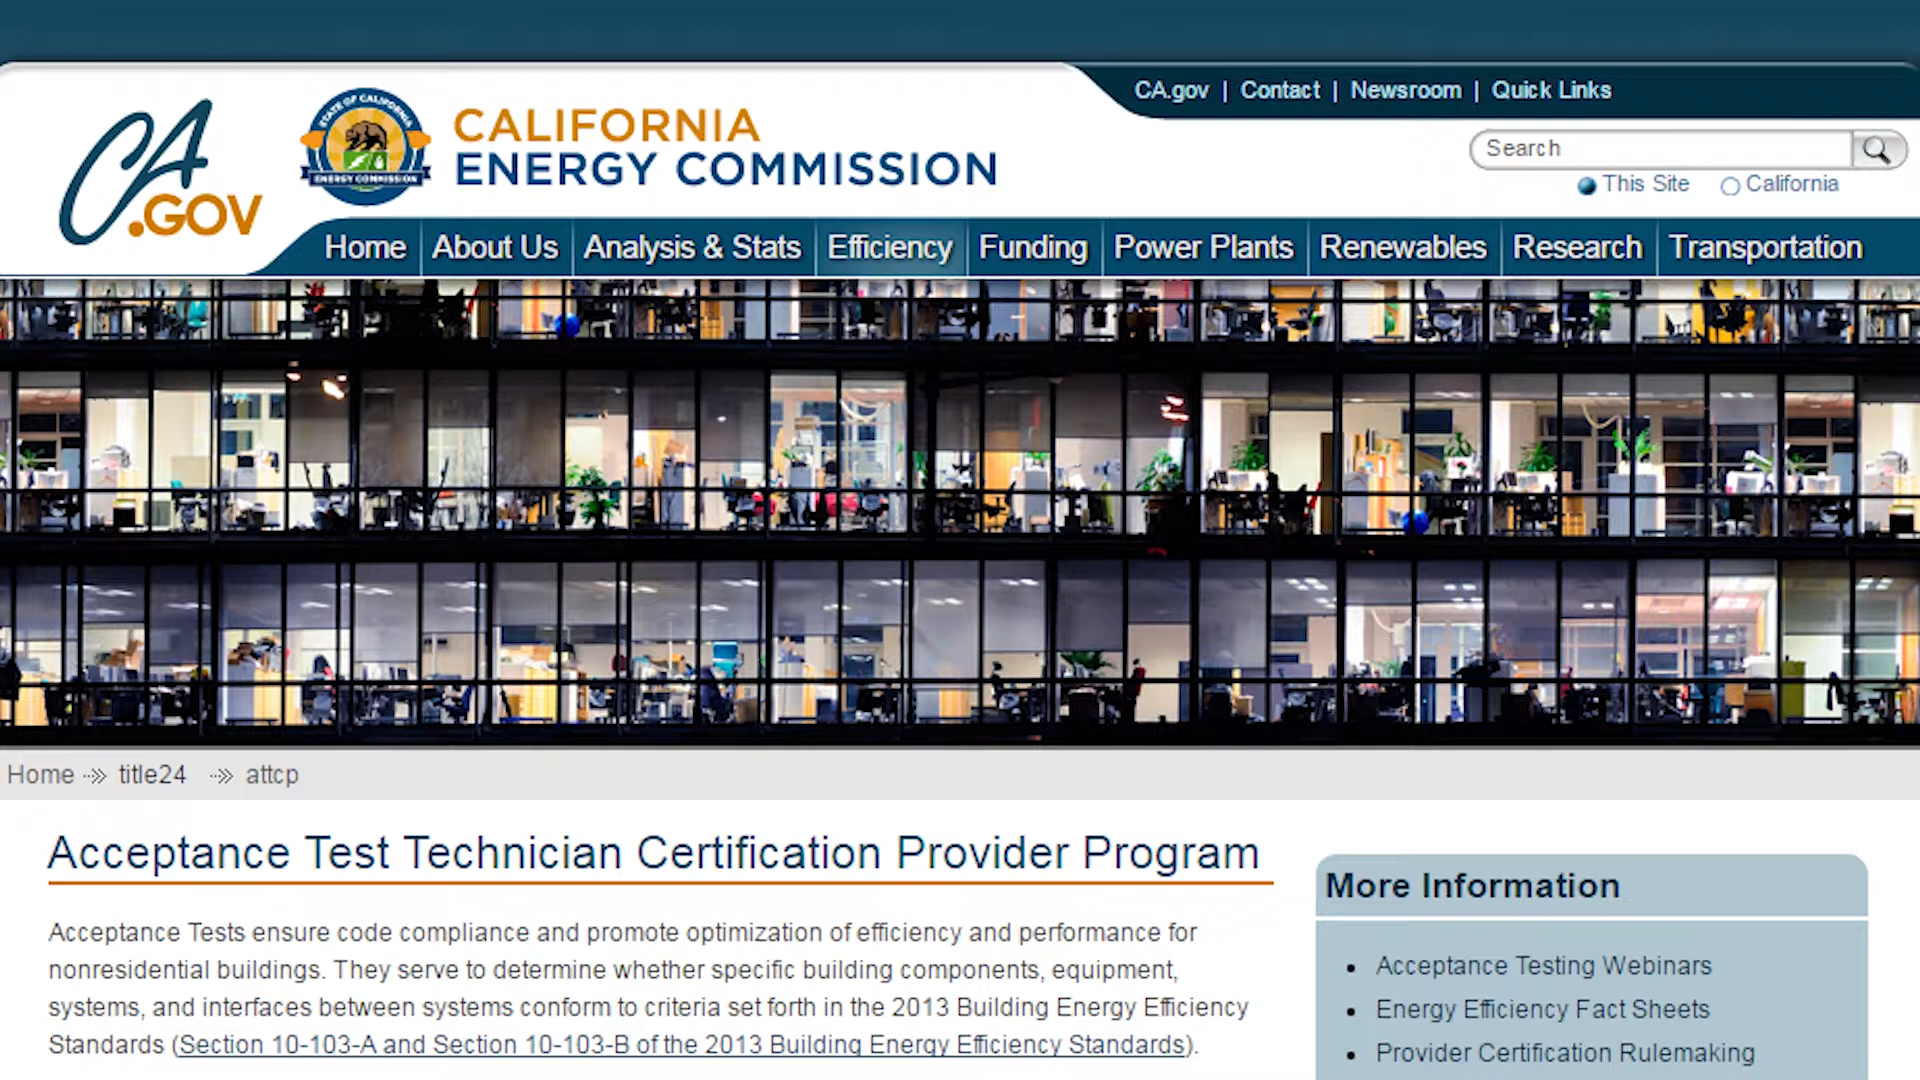 CA.gov | Contact | Newsroom | Quick Links
CA
.GOV
STATE OF CALIFORNIA
ENERGY COMMISSION
CALIFORNIA
ENERGY COMMISSION
Search
This Site California
Home About Us Analysis & Stats Efficiency Funding Power Plants Renewables Research Transportation
Home title24 attcp
Acceptance Test Technician Certification Provider Program
Acceptance Tests ensure code compliance and promote optimization of efficiency and performance for
nonresidential buildings. They serve to determine whether specific building components, equipment,
systems, and interfaces between systems conform to criteria set forth in the 2013 Building Energy Efficiency
Standards (Section 10-103-A and Section 10-103-B of the 2013 Building Energy Efficiency Standards).
More Information
• Acceptance Testing Webinars
• Energy Efficiency Fact Sheets
• Provider Certification Rulemaking